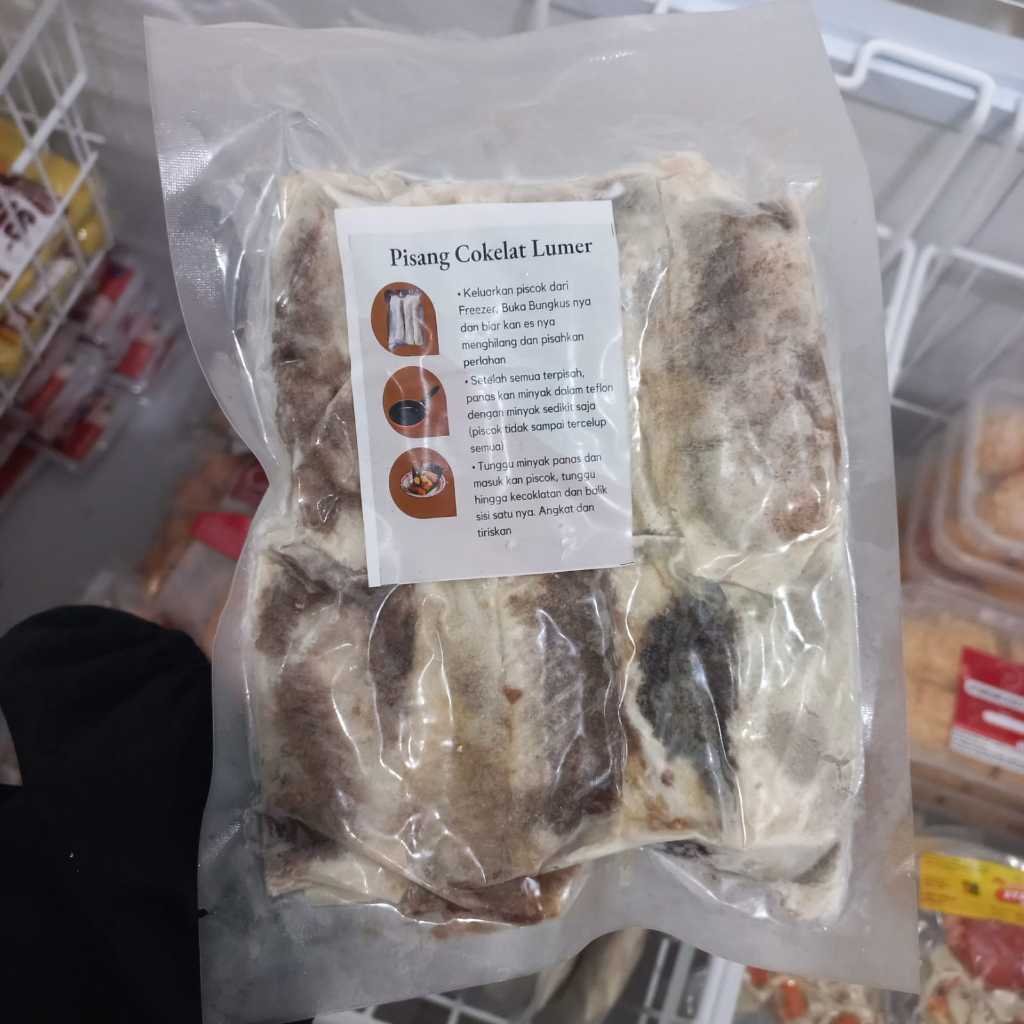 Pisang Cokelat Lumer
• Keluarkan piscok dari
Freezer, Buka Bungkus nya
dan biar kan es nya
menghilang dan pisahkan
perlahan
• Setelah semua terpisah,
panas kan minyak dalam teflon
dengan minyak sedikit saja
(piscok tidak sampai tercelup
semua)
• Tunggu minyak panas dan
masuk kan piscok, tunggu
hingga kecoklatan dan balik
sisi satu nya. Angkat dan
tiriskan